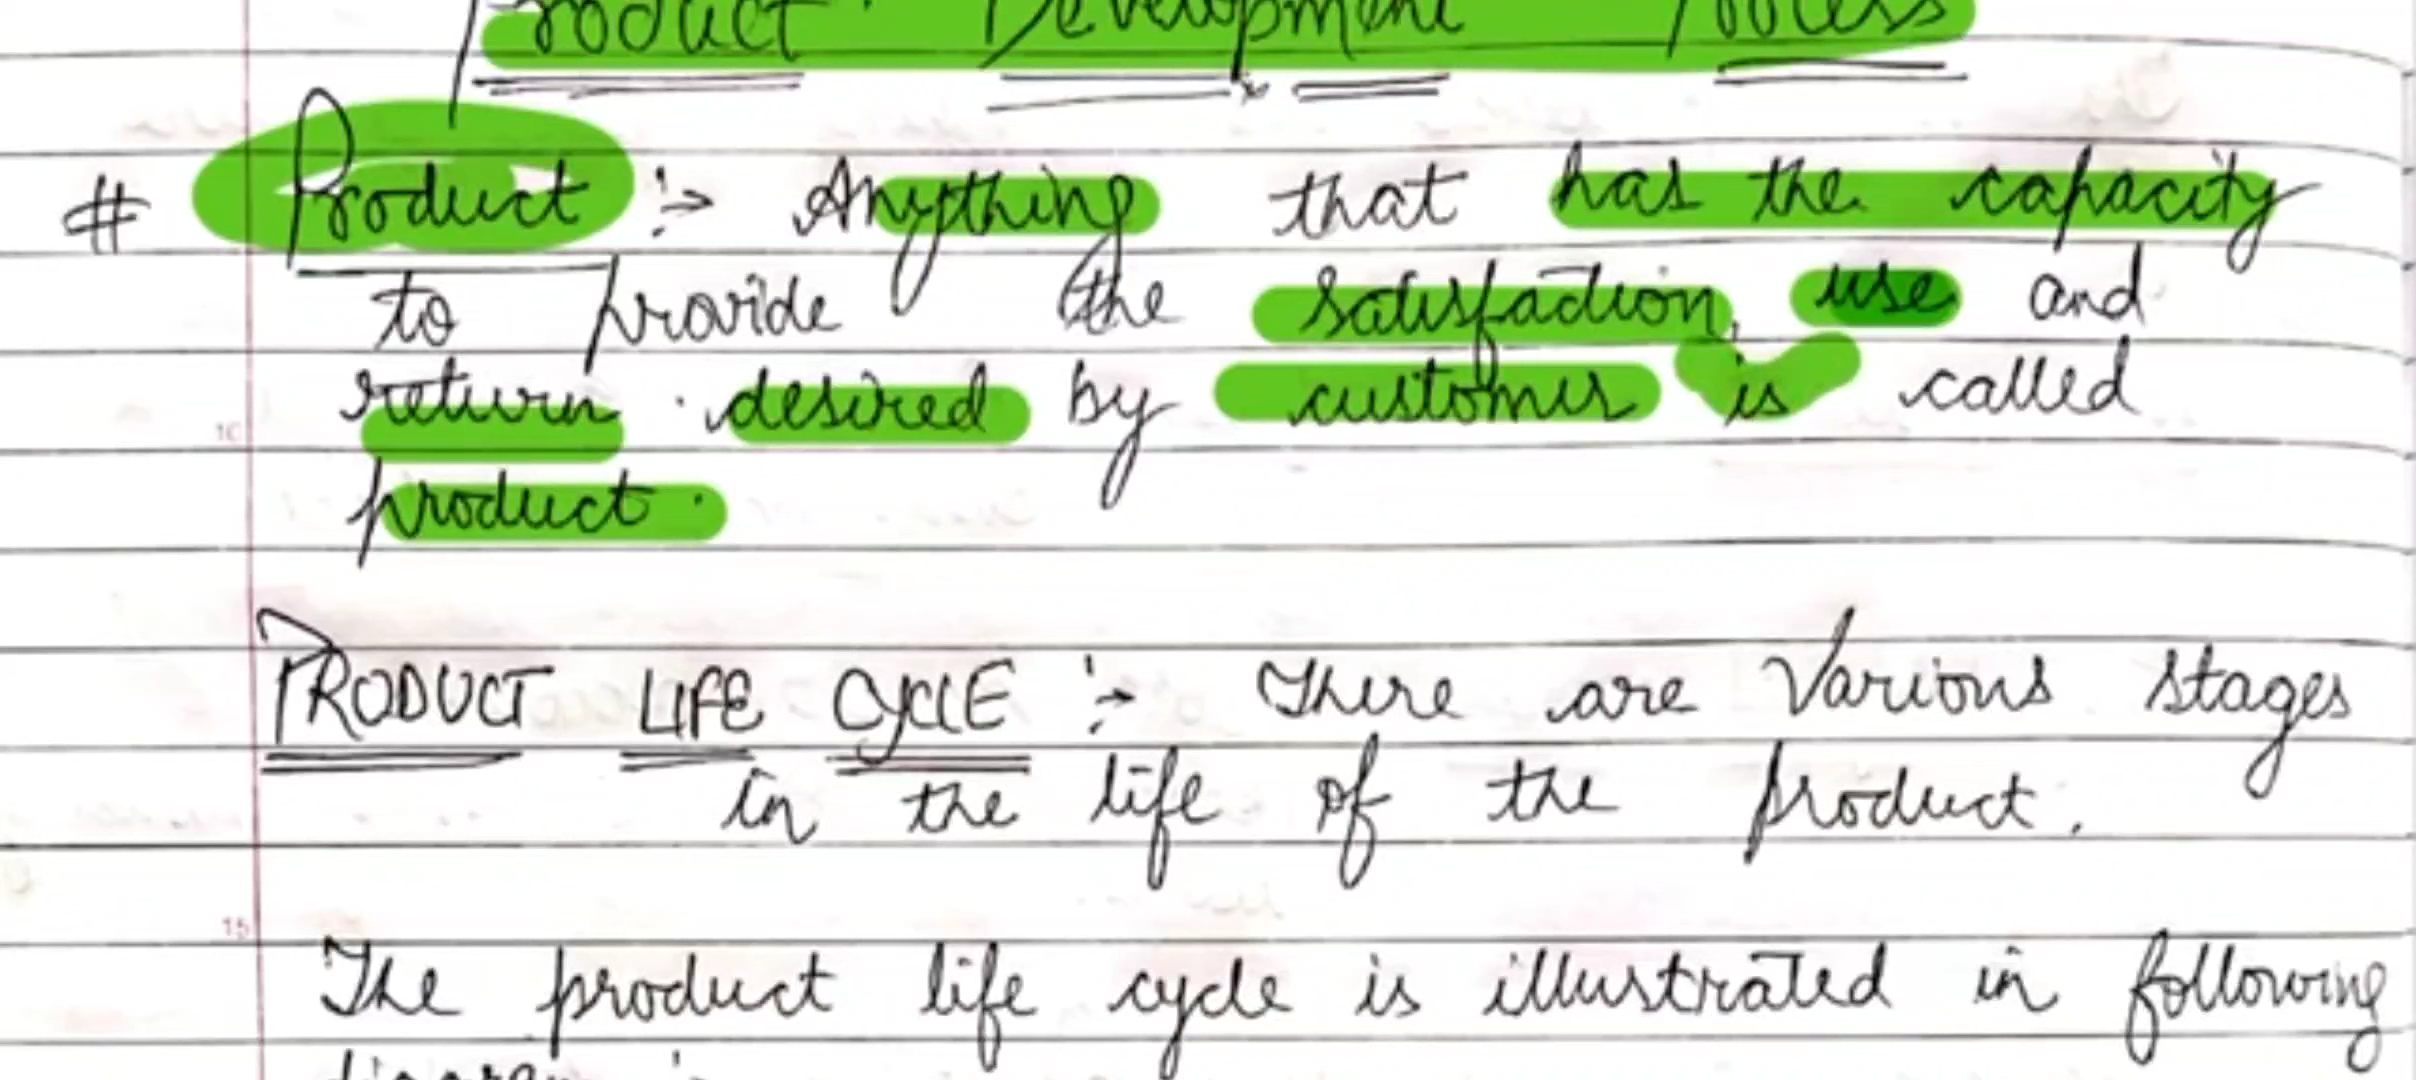 Product Development Process
# Product :- Anything that has the capacity
to provide the satisfaction, use and
return desired by customer is called
product.
PRODUCT LIFE CYCLE :- There are Various stages
in the life of the product.
15
The product life cycle is illustrated in following
diagram :-